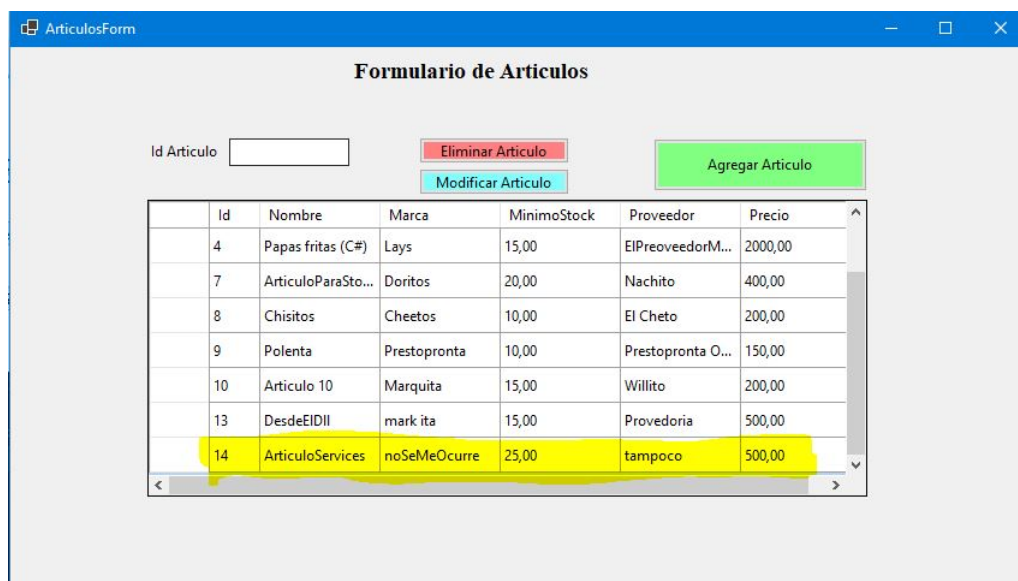 ArticulosForm
Formulario de Articulos
Id Articulo
Eliminar Articulo
Modificar Articulo
Agregar Articulo
Id Nombre Marca MinimoStock Proveedor Precio
4 Papas fritas (C#) Lays 15,00 ElPreoveedorM... 2000,00
7 ArticuloParaSto... Doritos 20,00 Nachito 400,00
8 Chisitos Cheetos 10,00 El Cheto 200,00
9 Polenta Prestopronta 10,00 Prestopronta O... 150,00
10 Articulo 10 Marquita 15,00 Willito 200,00
13 DesdeElDll mark ita 15,00 Provedoria 500,00
14 ArticuloServices noSeMeOcurre 25,00 tampoco 500,00